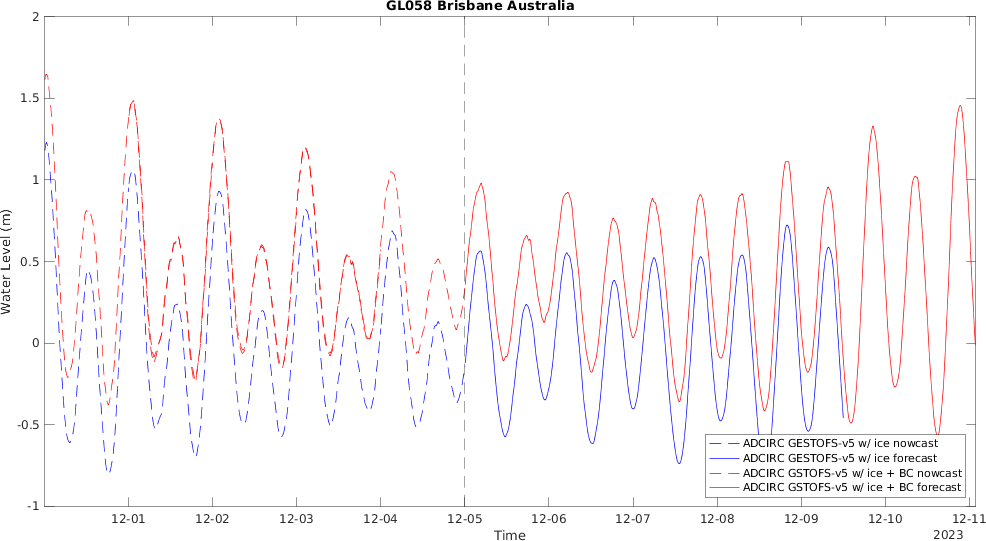 GL058 Brisbane Australia
Water Level (m)
2
1.5
1
0.5
0
-0.5
-1
12-01 12-02 12-03 12-04 12-05 12-06 12-07 12-08 12-09 12-10 12-11
Time
2023
ADCIRC GESTOFS-v5 w/ ice nowcast
ADCIRC GESTOFS-v5 w/ ice forecast
ADCIRC GSTOFS-v5 w/ ice + BC nowcast
ADCIRC GSTOFS-v5 w/ ice + BC forecast